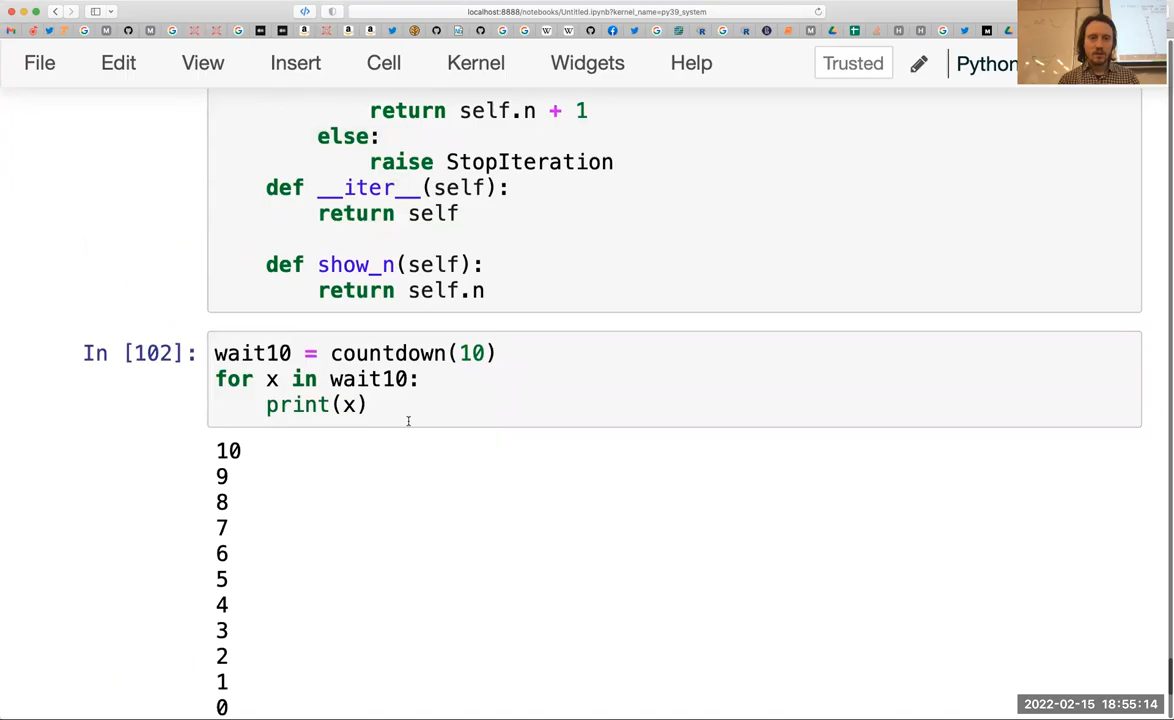 localhost:8888/notebooks/Untitled.ipynb?kernel_name=py39_system
File Edit View Insert Cell Kernel Widgets Help Trusted Python
return self.n + 1
else:
raise StopIteration
def __iter__(self):
return self
def show_n(self):
return self.n
In [102]: wait10 = countdown(10)
for x in wait10:
print(x)
10
9
8
7
6
5
4
3
2
1
0
2022-02-15 18:55:14